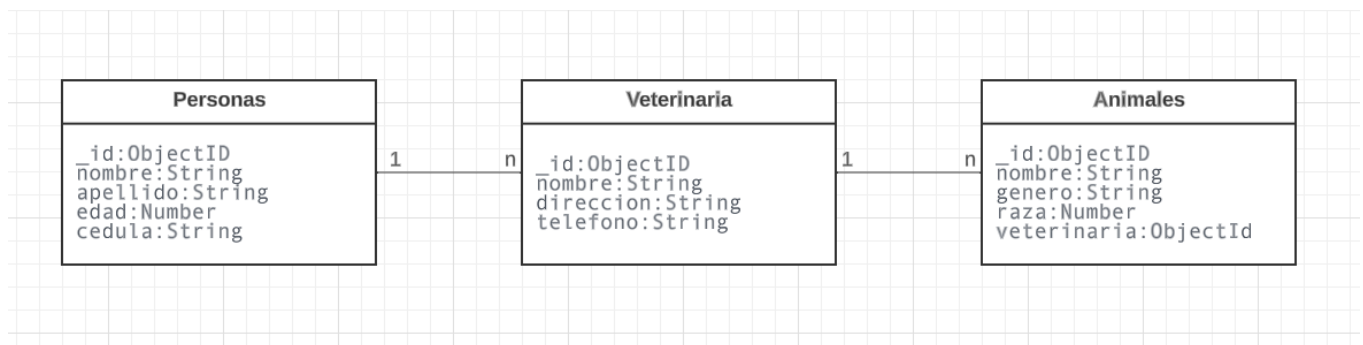 Personas
_id:ObjectID
nombre:String
apellido:String
edad:Number
cedula:String
1
n
Veterinaria
_id:ObjectID
nombre:String
direccion:String
telefono:String
1
n
Animales
_id:ObjectID
nombre:String
genero:String
raza:Number
veterinaria:ObjectId